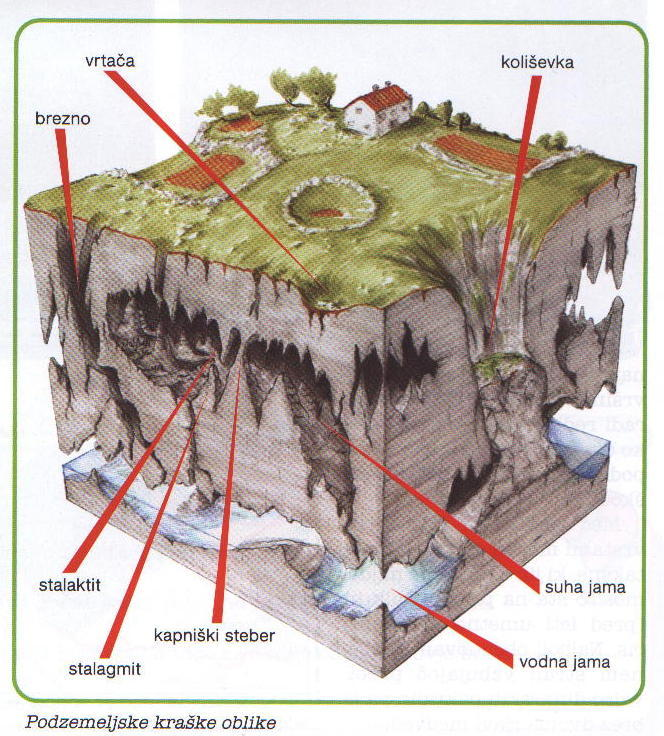 vrtača
koliševka
brezno
stalaktit
suha jama
kapniški steber
stalagmit
vodna jama
Podzemeljske kraške oblike